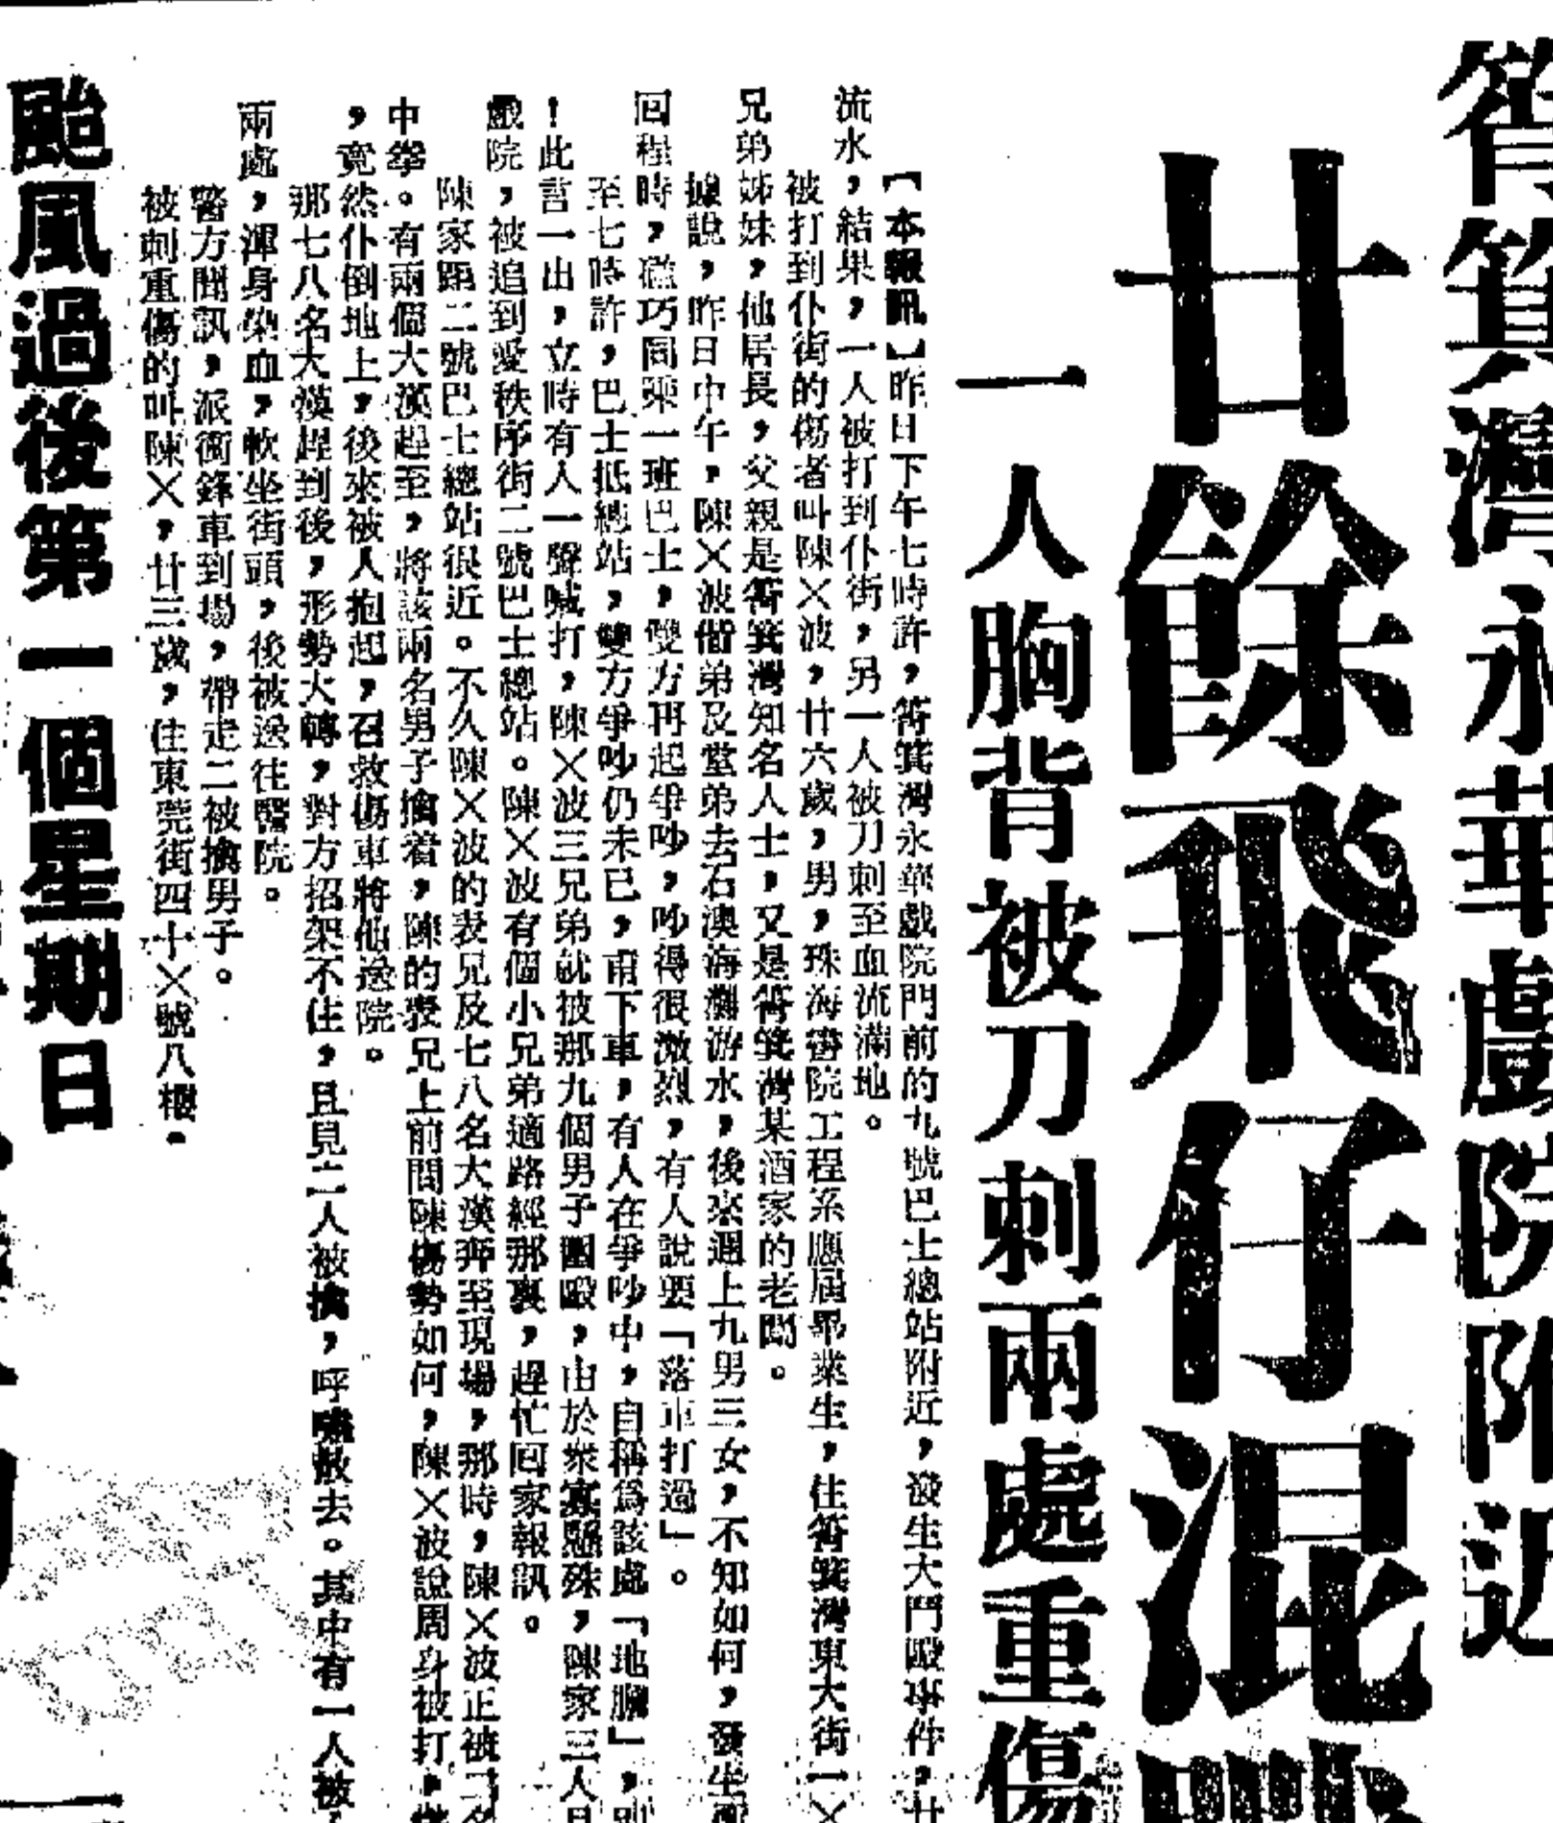 筲箕灣永華戲院附近
廿餘飛仔混
一人胸背被刀刺兩處重傷
【本報訊】昨日下午七時許，筲箕灣永華戲院門前的九號巴士總站附近，發生大鬥毆事件，廿
流水，結果，一人被打到仆街，另一人被刀刺至血流滿地。
被打到仆街的傷者叫陳×波，廿六歲，男，珠海書院工程系應屆畢業生，住筲箕灣東大街一×
兄弟姊妹，他居長，父親是筲箕灣知名人士，又是筲箕灣某酒家的老闆。
據說，昨日中午，陳×波偕弟及堂弟去石澳海灘游水，後來遇上九男三女，不知如何，發生
回程時，碰巧同乘一班巴士，雙方再起爭吵，吵得很激烈，有人說要「落車打過」。
至七時許，巴士抵總站，雙方爭吵仍未已，甫下車，有人在爭吵中，自稱爲該處「地膽」，
！此言一出，立時有人一聲喊打，陳×波三兄弟就被那九個男子圍毆，由於衆寡懸殊，陳家三人
戲院，被追到愛秩序街二號巴士總站。陳×波有個小兄弟適路經那裏，趕忙回家報訊。
陳家距二號巴士總站很近。不久陳×波的表兄及七八名大漢奔至現場，那時，陳×波正被二名
中拳。有兩個大漢趕至，將該兩名男子擒着，陳的表兄上前問陳傷勢如何，陳×波說周身被打，
，竟然仆倒地上，後來被人抱起，召救傷車將他送院。
那七八名大漢趕到後，形勢大轉，對方招架不住，且見二人被擒，呼嘯散去。其中有一人被
兩處，渾身染血，軟坐街頭，後被送往醫院。
警方聞訊，派衝鋒車到場，帶走二被擒男子。
被刺重傷的叫陳×，廿三歲，住東莞街四十×號八樓。
颱風過後第一個星期日